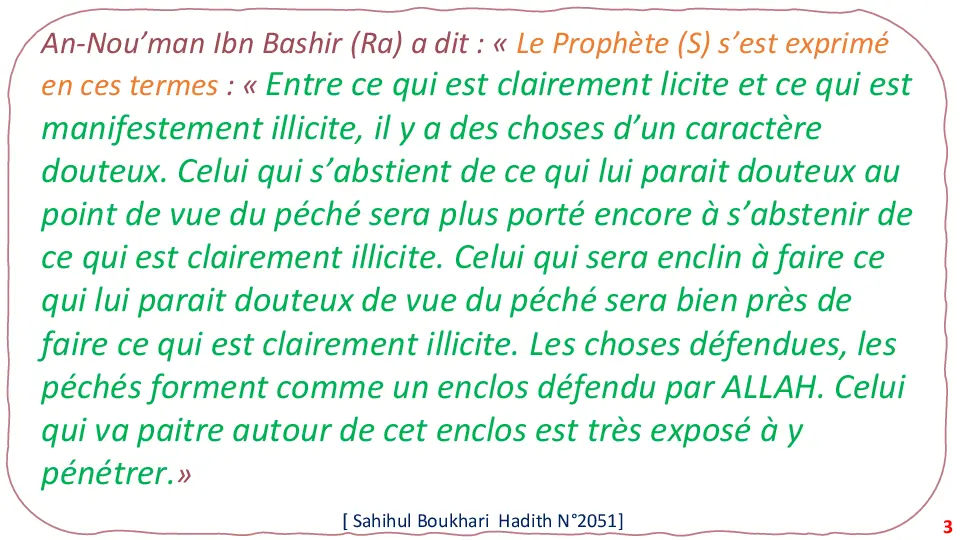 An-Nou’man Ibn Bashir (Ra) a dit : « Le Prophète (S) s’est exprimé
en ces termes : « Entre ce qui est clairement licite et ce qui est
manifestement illicite, il y a des choses d’un caractère
douteux. Celui qui s’abstient de ce qui lui parait douteux au
point de vue du péché sera plus porté encore à s’abstenir de
ce qui est clairement illicite. Celui qui sera enclin à faire ce
qui lui parait douteux de vue du péché sera bien près de
faire ce qui est clairement illicite. Les choses défendues, les
péchés forment comme un enclos défendu par ALLAH. Celui
qui va paitre autour de cet enclos est très exposé à y
pénétrer.»
[ Sahihul Boukhari Hadith N°2051]
3